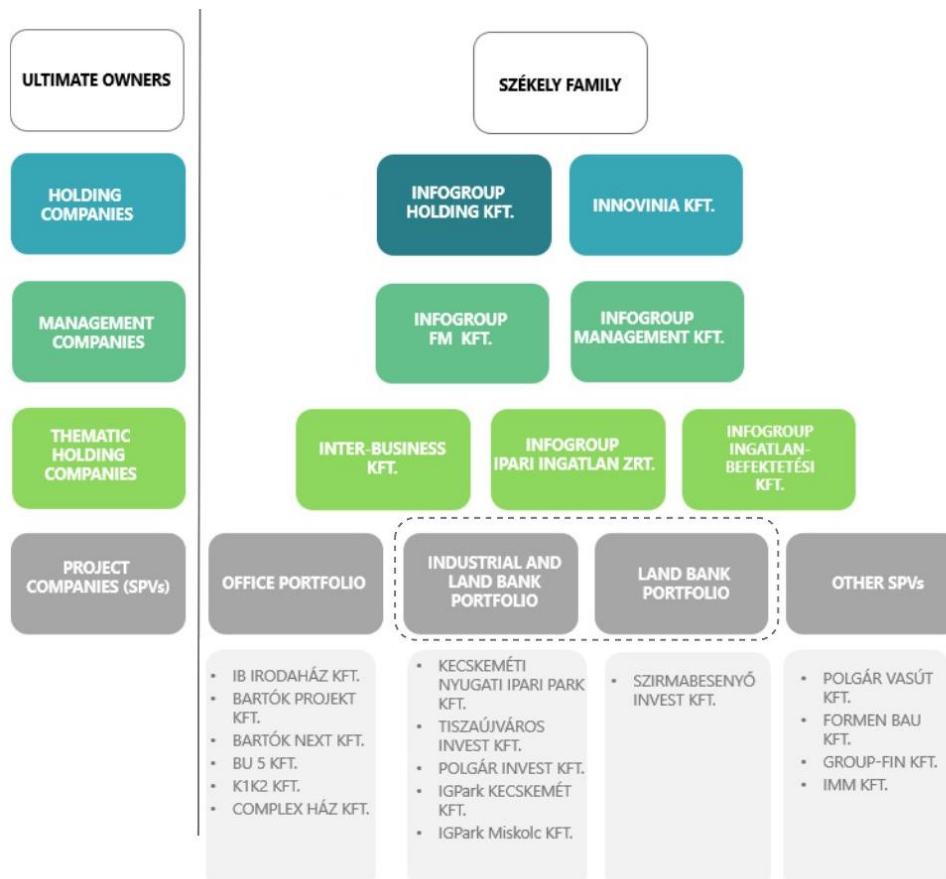 ULTIMATE OWNERS
SZÉKELY FAMILY
HOLDING
COMPANIES
INFOGROUP
HOLDING KFT.
INNOVINIA KFT.
MANAGEMENT
COMPANIES
INFOGROUP
FM KFT.
INFOGROUP
MANAGEMENT KFT.
THEMATIC
HOLDING
COMPANIES
INTER-BUSINESS
KFT.
INFOGROUP
IPARI INGATLAN ZRT.
INFOGROUP
INGATLAN-
BEFEKTETÉSI
KFT.
PROJECT
COMPANIES (SPVs)
OFFICE PORTFOLIO
INDUSTRIAL AND
LAND BANK
PORTFOLIO
LAND BANK
PORTFOLIO
OTHER SPVs
• IB IRODAHÁZ KFT.
• BARTÓK PROJEKT
KFT.
• BARTÓK NEXT KFT.
• BU 5 KFT.
• K1K2 KFT.
• COMPLEX HÁZ KFT.
• KECSKEMÉTI
NYUGATI IPARI PARK
KFT.
• TISZAÚJVÁROS
INVEST KFT.
• POLGÁR INVEST KFT.
• IGPark KECSKEMÉT
KFT.
• IGPark Miskolc KFT.
• SZIRMABESENYŐ
INVEST KFT.
• POLGÁR VASÚT
KFT.
• FORMEN BAU
KFT.
• GROUP-FIN KFT.
• IMM KFT.